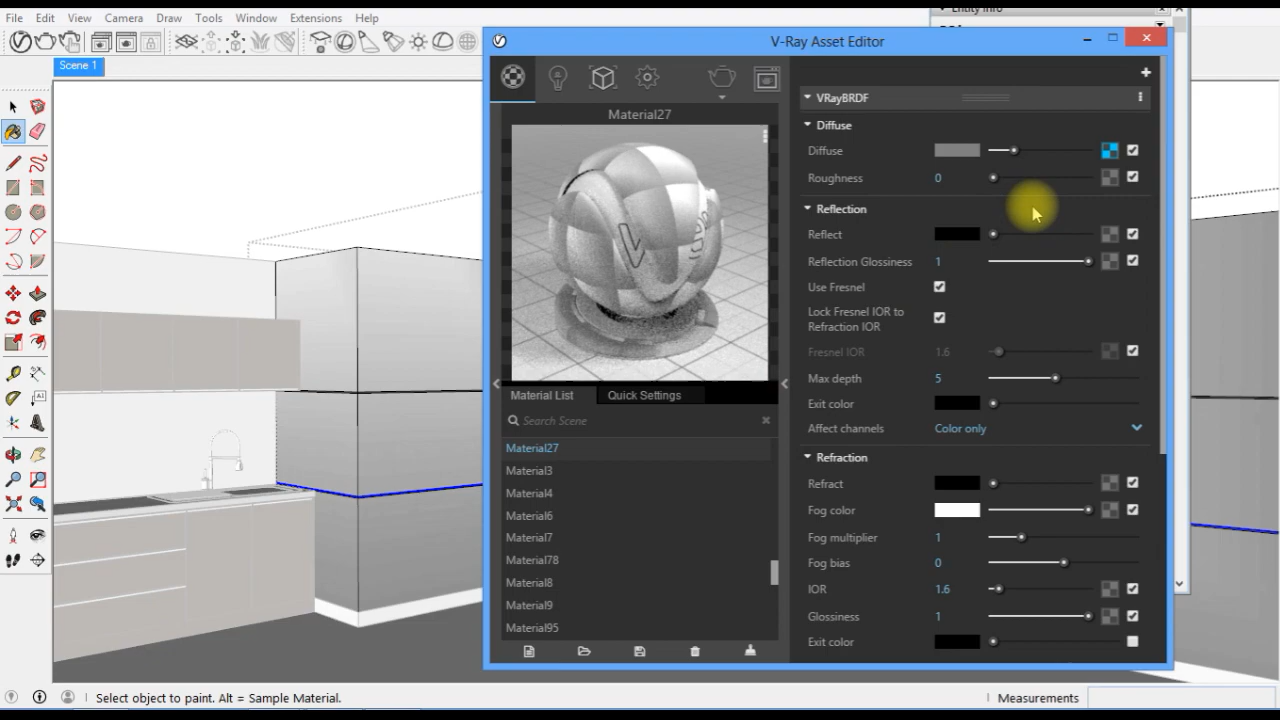 Entity Info
File Edit View Camera Draw Tools Window Extensions Help
V-Ray Asset Editor
Scene 1
Material27
VRayBRDF
Diffuse
Diffuse
Roughness 0
Reflection
Reflect
Reflection Glossiness 1
Use Fresnel
Lock Fresnel IOR to
Refraction IOR
Fresnel IOR 1.6
Max depth 5
Exit color
Affect channels Color only
Refraction
Refract
Fog color
Fog multiplier 1
Fog bias 0
IOR 1.6
Glossiness 1
Exit color
Material List Quick Settings
Search Scene
Material27
Material3
Material4
Material6
Material7
Material78
Material8
Material9
Material95
Select object to paint. Alt = Sample Material.
Measurements